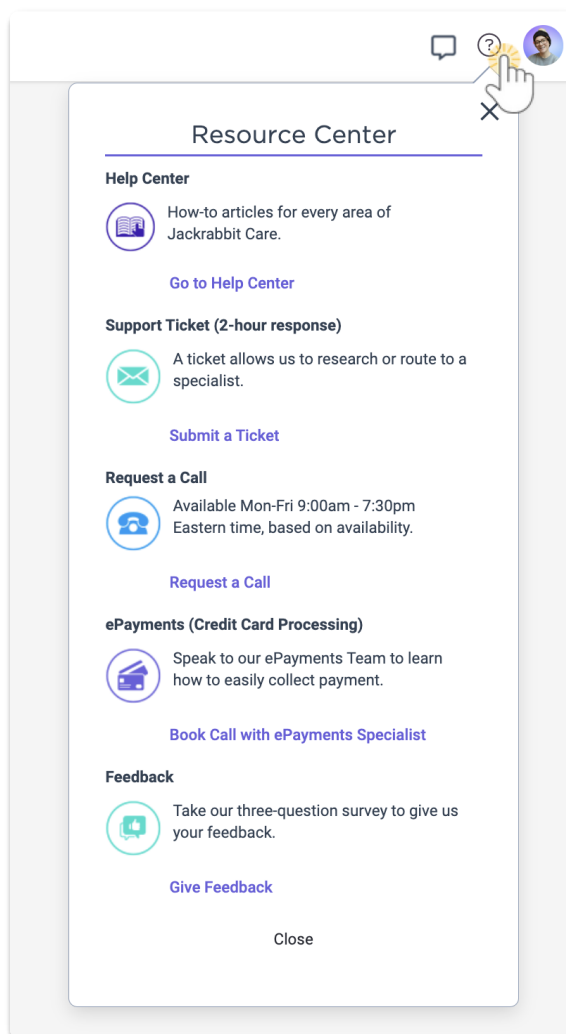 ?
Resource Center
Help Center
How-to articles for every area of
Jackrabbit Care.
Go to Help Center
Support Ticket (2-hour response)
A ticket allows us to research or route to a
specialist.
Submit a Ticket
Request a Call
Available Mon-Fri 9:00am - 7:30pm
Eastern time, based on availability.
Request a Call
ePayments (Credit Card Processing)
Speak to our ePayments Team to learn
how to easily collect payment.
Book Call with ePayments Specialist
Feedback
Take our three-question survey to give us
your feedback.
Give Feedback
Close